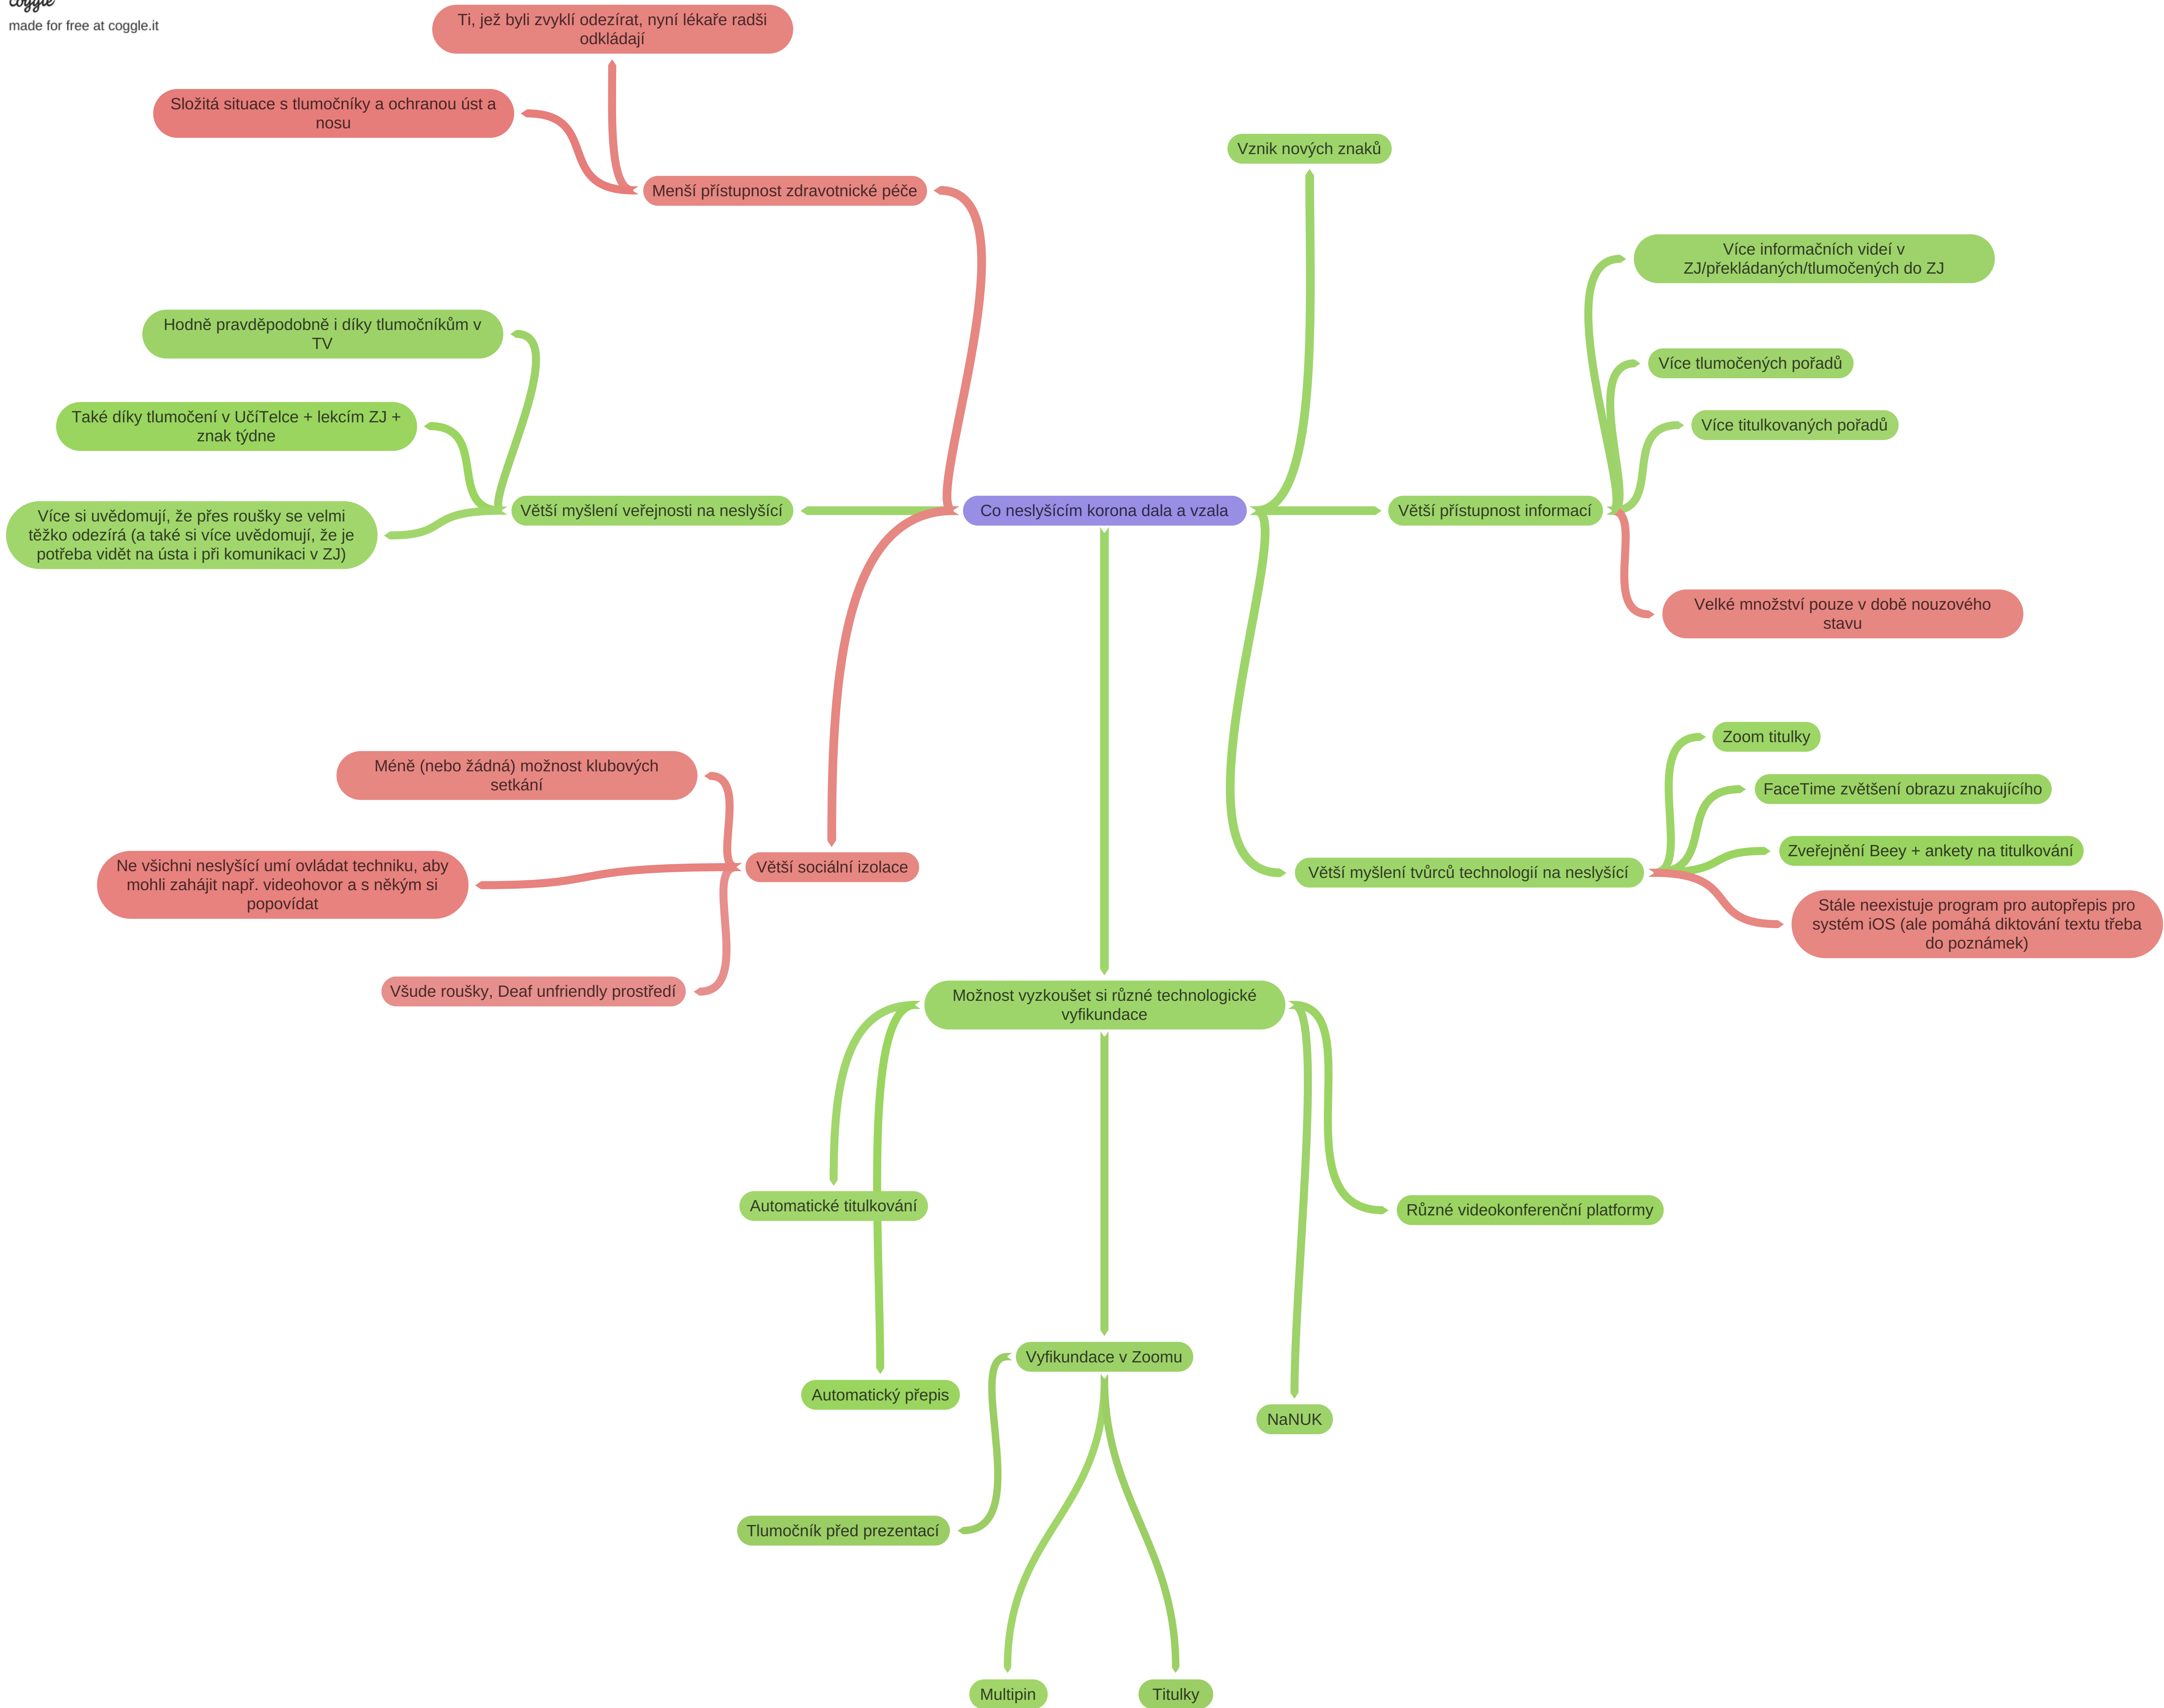 coggle
made for free at coggle.it
Ti, jež byli zvyklí odezírat, nyní lékaře radši
odkládají
Složitá situace s tlumočníky a ochranou úst a
nosu
Menší přístupnost zdravotnické péče
Vznik nových znaků
Více informačních videí v
ZJ/překládaných/tlumočených do ZJ
Hodně pravděpodobně i díky tlumočníkům v
TV
Více tlumočených pořadů
Také díky tlumočení v UčíTelce + lekcím ZJ +
znak týdne
Více titulkovaných pořadů
Více si uvědomují, že přes roušky se velmi
těžko odezírá (a také si více uvědomují, že je
potřeba vidět na ústa i při komunikaci v ZJ)
Větší myšlení veřejnosti na neslyšící
Co neslyšícím korona dala a vzala
Větší přístupnost informací
Velké množství pouze v době nouzového
stavu
Zoom titulky
Méně (nebo žádná) možnost klubových
setkání
FaceTime zvětšení obrazu znakujícího
Ne všichni neslyšící umí ovládat techniku, aby
mohli zahájit např. videohovor a s někým si
popovídat
Větší sociální izolace
Větší myšlení tvůrců technologií na neslyšící
Zveřejnění Beey + ankety na titulkování
Stále neexistuje program pro autopřepis pro
systém iOS (ale pomáhá diktování textu třeba
do poznámek)
Všude roušky, Deaf unfriendly prostředí
Možnost vyzkoušet si různé technologické
vyfikundace
Automatické titulkování
Různé videokonferenční platformy
Vyfikundace v Zoomu
Automatický přepis
NaNUK
Tlumočník před prezentací
Multipin
Titulky